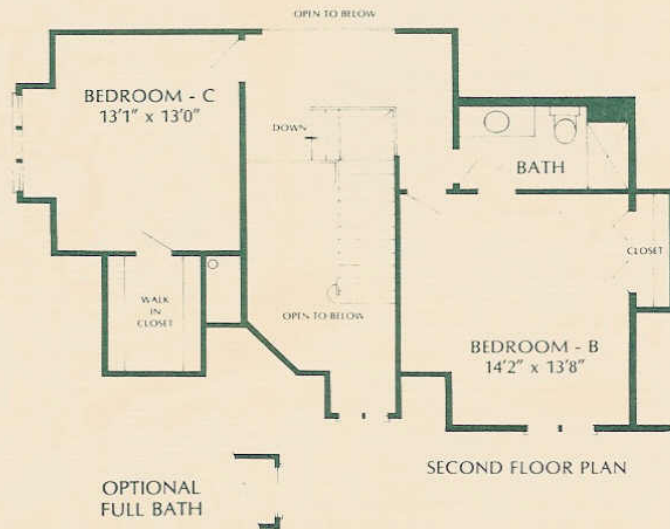 OPEN TO BELOW
BEDROOM - C
13'1" x 13'0"
DOWN
BATH
WALK
IN
CLOSET
OPEN TO BELOW
CLOSET
BEDROOM - B
14'2" x 13'8"
SECOND FLOOR PLAN
OPTIONAL
FULL BATH